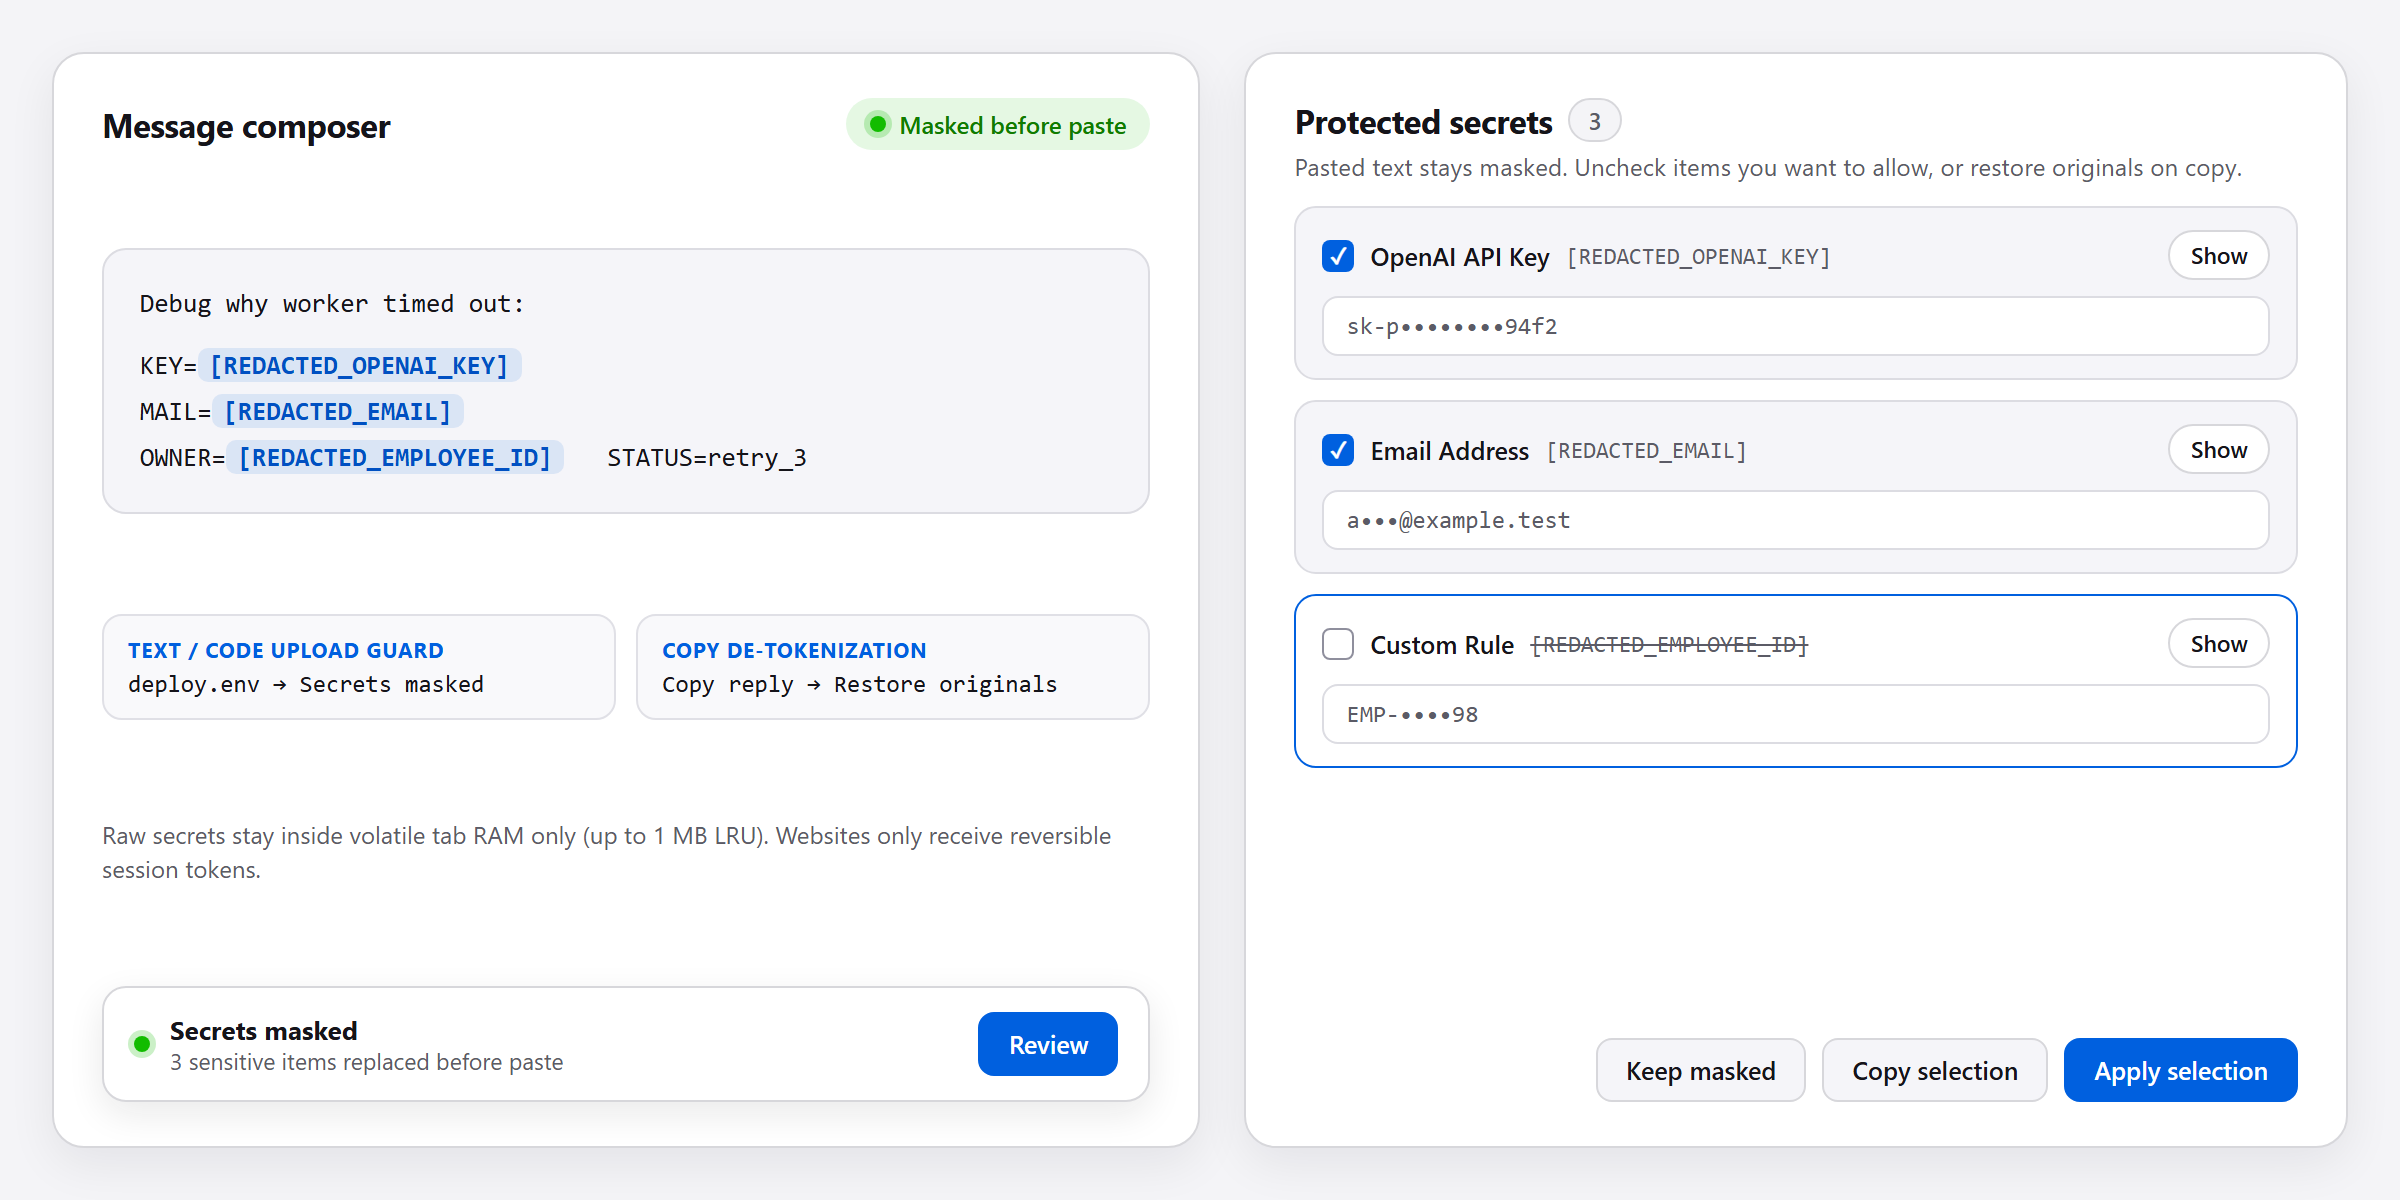 Message composer
Masked before paste
Debug why worker timed out:
KEY=[REDACTED_OPENAI_KEY]
MAIL=[REDACTED_EMAIL]
OWNER=[REDACTED_EMPLOYEE_ID] STATUS=retry_3
TEXT / CODE UPLOAD GUARD
deploy.env → Secrets masked
COPY DE-TOKENIZATION
Copy reply → Restore originals
Raw secrets stay inside volatile tab RAM only (up to 1 MB LRU). Websites only receive reversible
session tokens.
Secrets masked
3 sensitive items replaced before paste
Review
Protected secrets 3
Pasted text stays masked. Uncheck items you want to allow, or restore originals on copy.
OpenAI API Key [REDACTED_OPENAI_KEY] Show
sk-p••••••••94f2
Email Address [REDACTED_EMAIL] Show
a•••@example.test
Custom Rule [REDACTED_EMPLOYEE_ID] Show
EMP-••••98
Keep masked Copy selection Apply selection